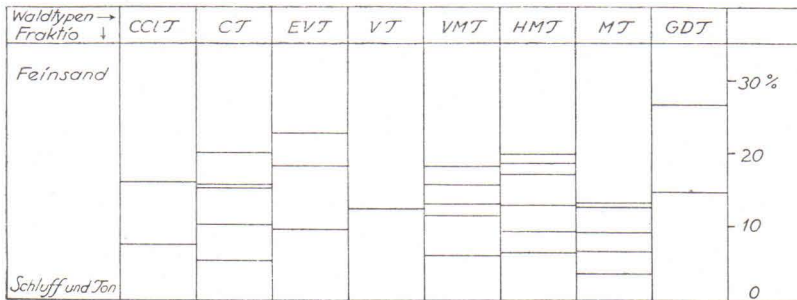 Waldtypen →
Fraktio ↓
CClT CT EVT VT VMT HMT MT GDT
Feinsand
30%
20
10
Schluff und Ton
0